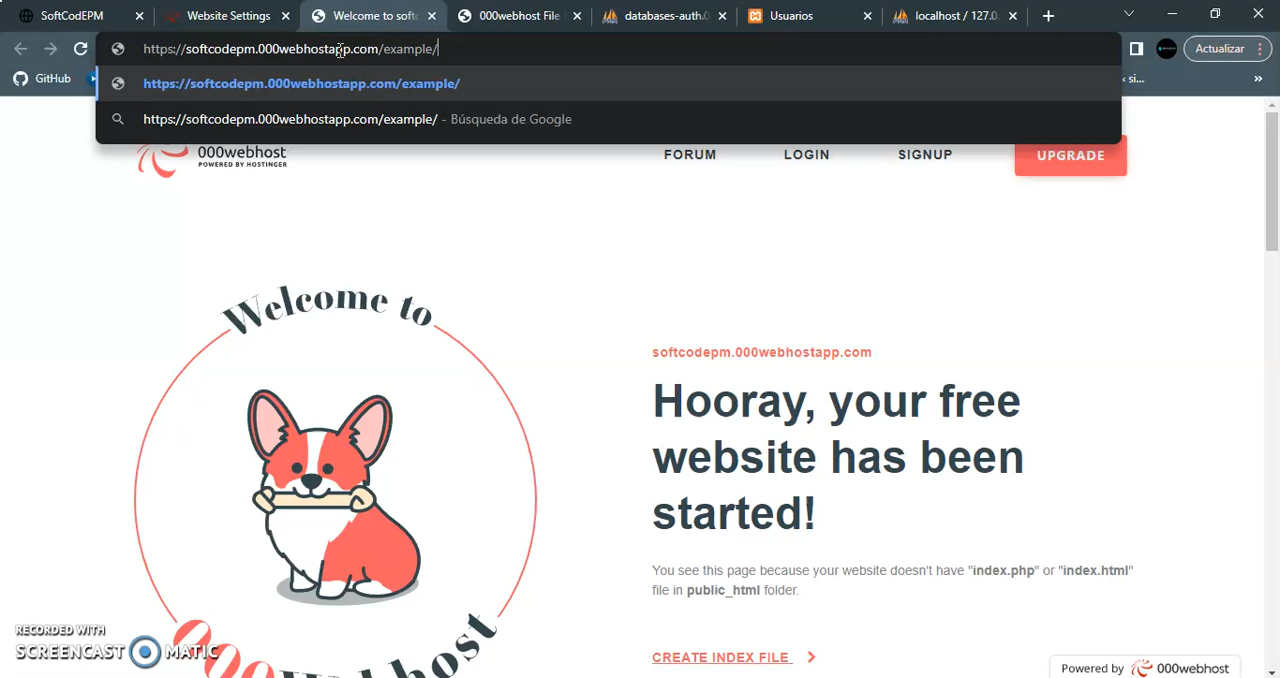 SoftCodEPM
Website Settings
Welcome to soft
000webhost File
databases-auth.0
Usuarios
localhost / 127.0.
https://softcodepm.000webhostapp.com/example/
Actualizar
GitHub
https://softcodepm.000webhostapp.com/example/
si...
https://softcodepm.000webhostapp.com/example/ - Búsqueda de Google
000webhost
POWERED BY HOSTINGER
FORUM
LOGIN
SIGNUP
UPGRADE
Welcome to
000webhost
softcodepm.000webhostapp.com
Hooray, your free
website has been
started!
You see this page because your website doesn't have "index.php" or "index.html"
file in public_html folder.
CREATE INDEX FILE
RECORDED WITH
SCREENCAST MATIC
Powered by 000webhost